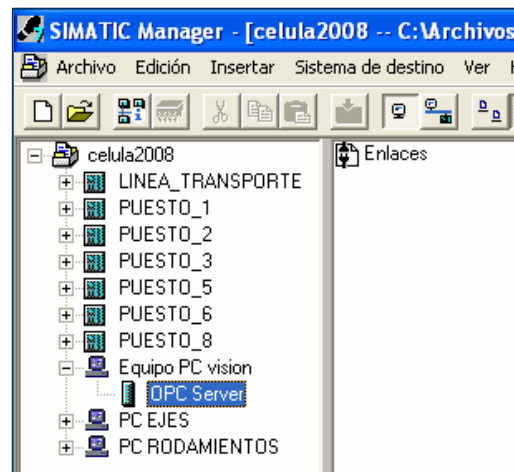 SIMATIC Manager - [celula2008 -- C:\Archivos
Archivo Edición Insertar Sistema de destino Ver
celula2008
LINEA_TRANSPORTE
PUESTO_1
PUESTO_2
PUESTO_3
PUESTO_5
PUESTO_6
PUESTO_8
Equipo PC vision
OPC Server
PC EJES
PC RODAMIENTOS
Enlaces